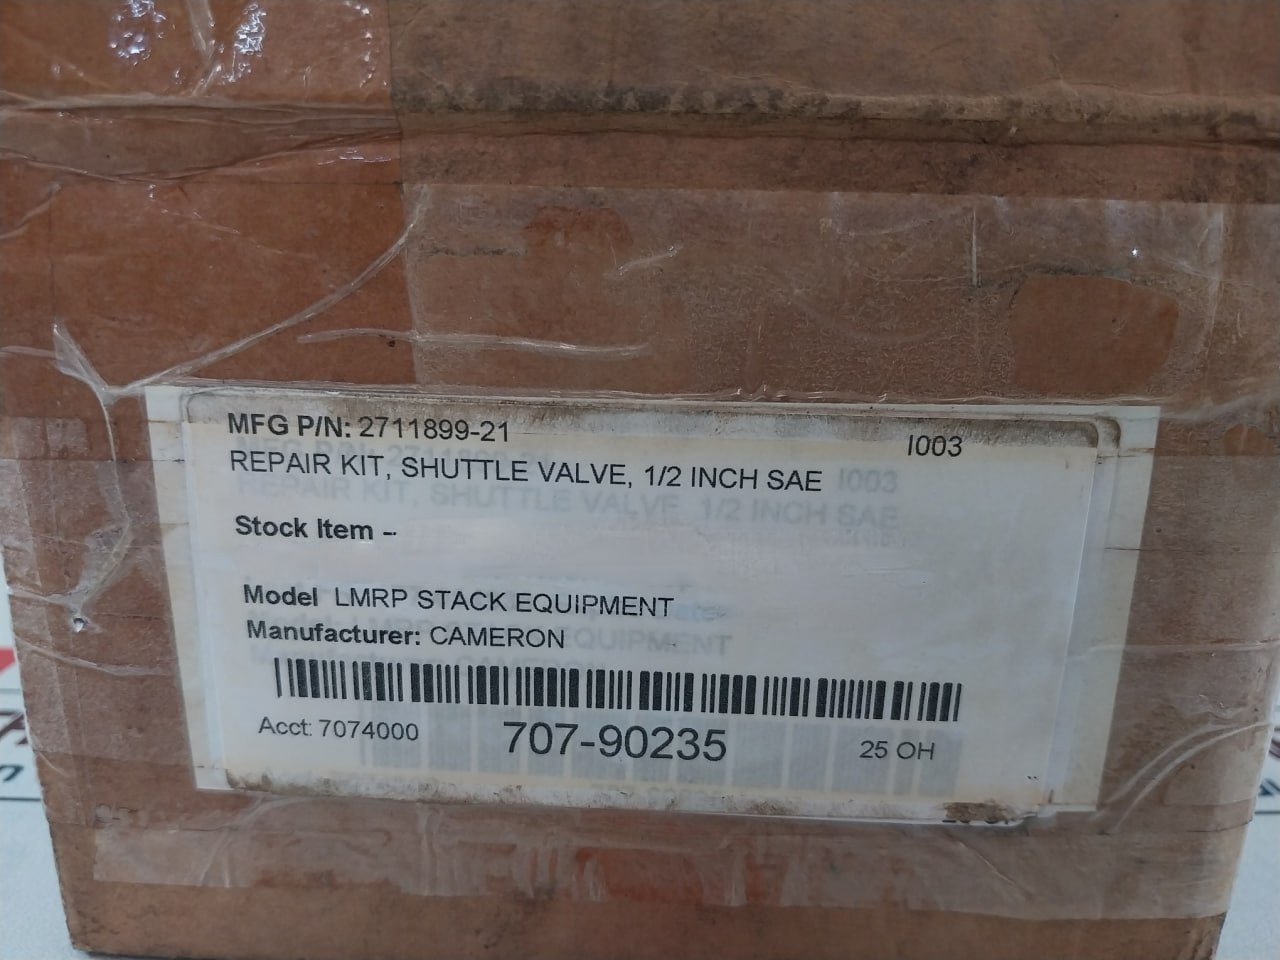 MFG P/N: 2711899-21
I003
REPAIR KIT, SHUTTLE VALVE, 1/2 INCH SAE
Stock Item --
Model LMRP STACK EQUIPMENT
Manufacturer: CAMERON
Acct: 7074000
707-90235
25 OH